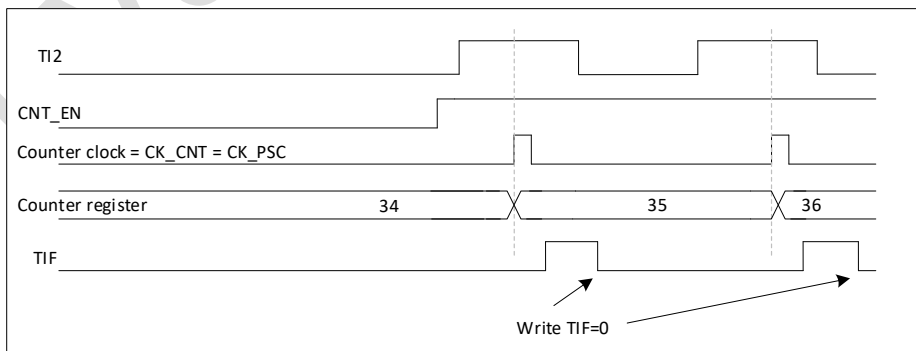 TI2
CNT_EN
Counter clock = CK_CNT = CK_PSC
Counter register 34 35 36
TIF
Write TIF=0